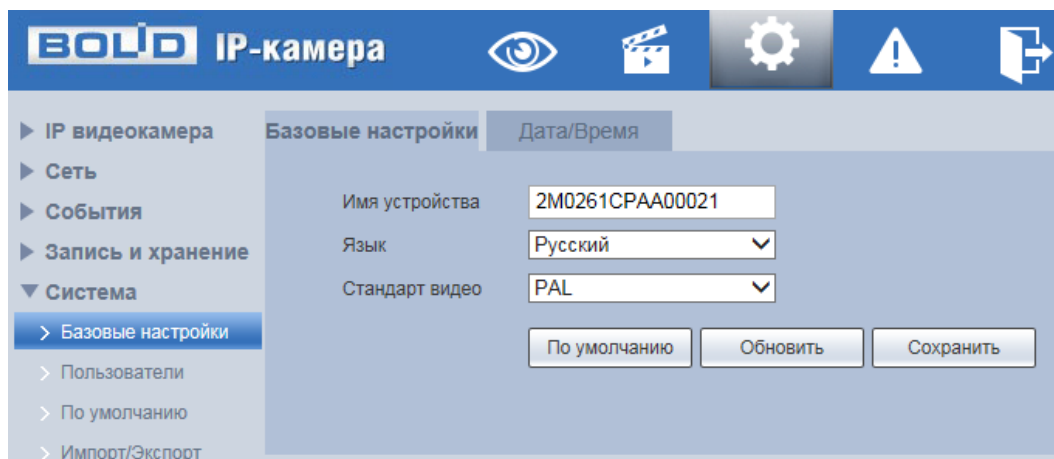 BOLID IP-камера
IP видеокамера
Сеть
События
Запись и хранение
Система
Базовые настройки
Пользователи
По умолчанию
Импорт/Экспорт
Базовые настройки Дата/Время
Имя устройства 2M0261CPAA00021
Язык Русский
Стандарт видео PAL
По умолчанию Обновить Сохранить